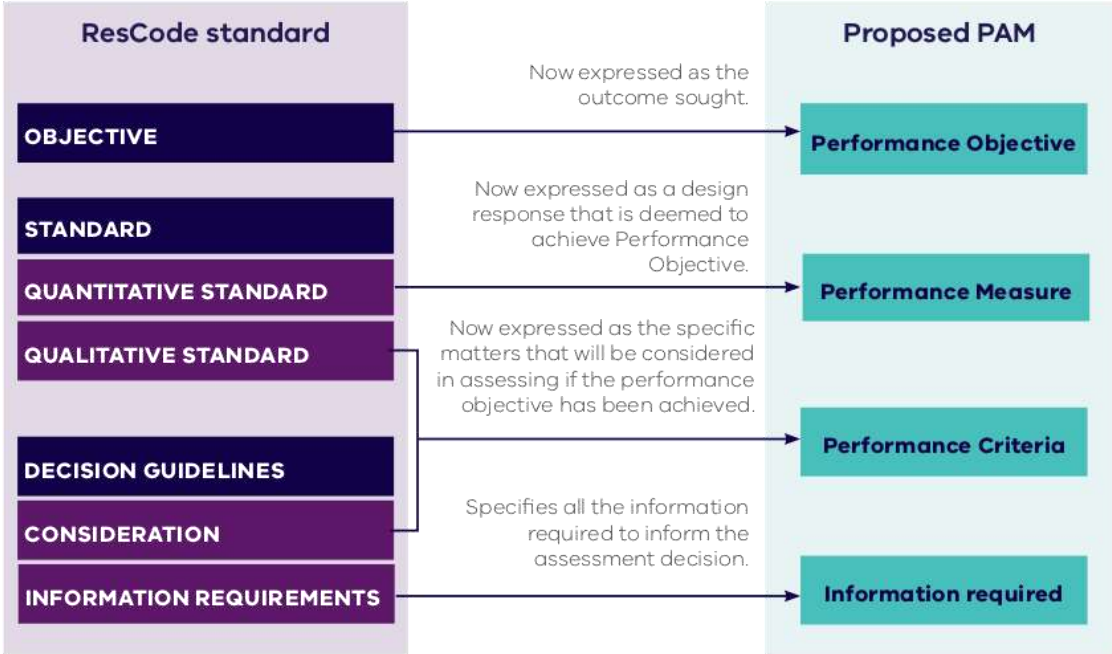 ResCode standard
Proposed PAM
Now expressed as the
outcome sought.
OBJECTIVE
Performance Objective
Now expressed as a design
response that is deemed to
achieve Performance
Objective.
STANDARD
QUANTITATIVE STANDARD
Performance Measure
Now expressed as the specific
matters that will be considered
in assessing if the performance
objective has been achieved.
QUALITATIVE STANDARD
Performance Criteria
DECISION GUIDELINES
Specifies all the information
required to inform the
assessment decision.
CONSIDERATION
INFORMATION REQUIREMENTS
Information required